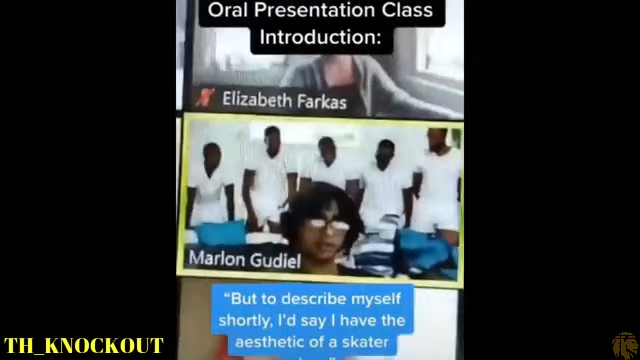 Oral Presentation Class
Introduction:
Elizabeth Farkas
Marlon Gudiel
"But to describe myself
shortly, I'd say I have the
aesthetic of a skater
TH_KNOCKOUT